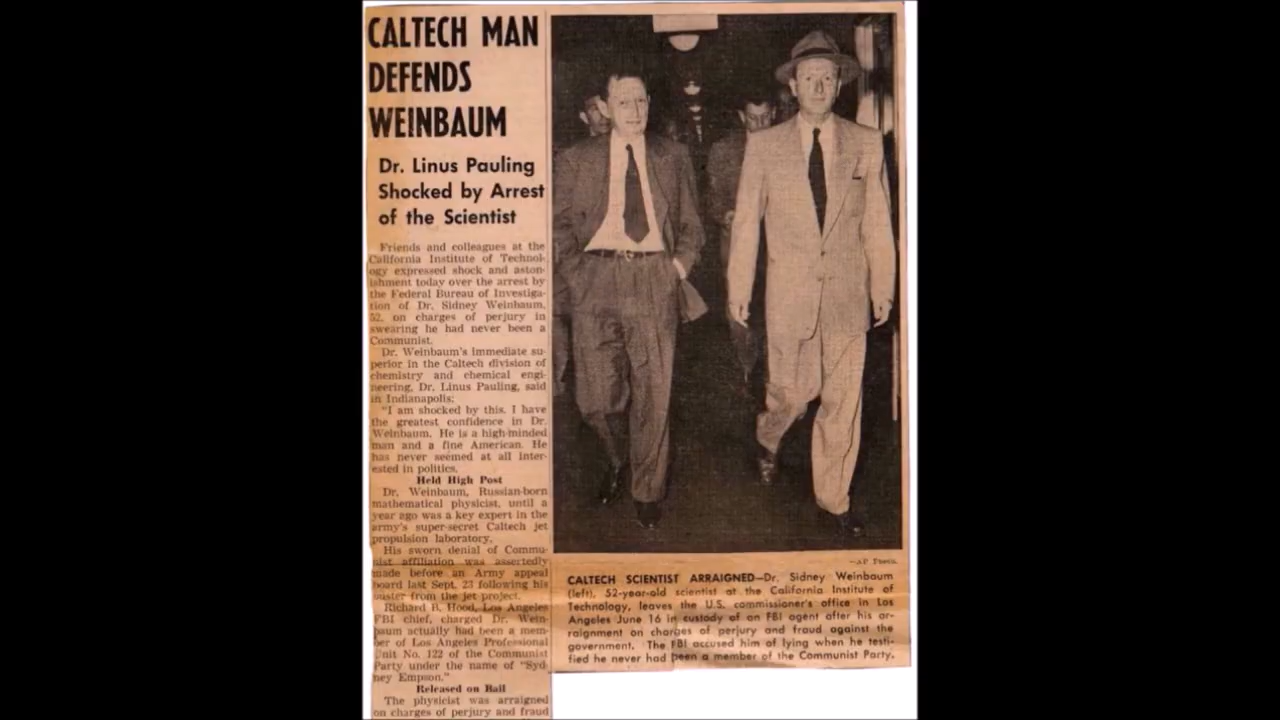 CALTECH MAN
DEFENDS
WEINBAUM
Dr. Linus Pauling
Shocked by Arrest
of the Scientist
Friends and colleagues at the
California Institute of Technol-
ogy expressed shock and aston-
ishment today over the arrest by
the Federal Bureau of Investiga-
tion of Dr. Sidney Weinbaum,
52, on charges of perjury in
swearing he had never been a
Communist.
Dr. Weinbaum's immediate su-
perior in the Caltech division of
chemistry and chemical engi-
neering, Dr. Linus Pauling, said
in Indianapolis:
"I am shocked by this. I have
the greatest confidence in Dr.
Weinbaum. He is a high-minded
man and a fine American. He
has never seemed at all inter-
ested in politics.
Held High Post
Dr. Weinbaum, Russian-born
mathematical physicist, until a
year ago was a key expert in the
army's super-secret Caltech jet
propulsion laboratory.
His sworn denial of Commu-
nist affiliation was assertedly
made before an Army appeal
board last Sept. 23 following his
ouster from the jet project.
Richard B. Hood, Los Angeles
FBI chief, charged Dr. Wein-
baum actually had been a mem-
ber of Los Angeles Professional
Unit No. 122 of the Communist
Party under the name of "Syd-
ney Empson."
Released on Bail
The physicist was arraigned
on charges of perjury and fraud
—AP Photo.
CALTECH SCIENTIST ARRAIGNED—Dr. Sidney Weinbaum
(left), 52-year-old scientist at the California Institute of
Technology, leaves the U.S. commissioner's office in Los
Angeles June 16 in custody of an FBI agent after his ar-
raignment on charges of perjury and fraud against the
government. The FBI accused him of lying when he testi-
fied he never had been a member of the Communist Party.